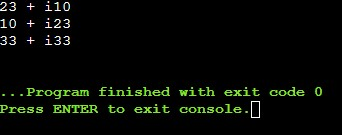 23 + i10
10 + i23
33 + i33
...Program finished with exit code 0
Press ENTER to exit console.